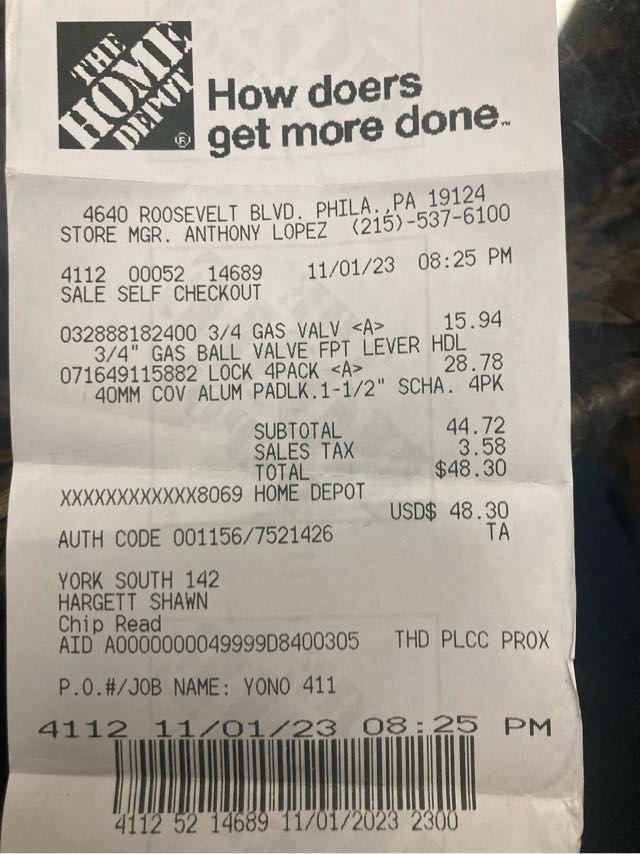 THE
HOME
DEPOT
®
How doers
get more done.™
4640 ROOSEVELT BLVD. PHILA., PA 19124
STORE MGR. ANTHONY LOPEZ (215)-537-6100
4112 00052 14689 11/01/23 08:25 PM
SALE SELF CHECKOUT
032888182400 3/4 GAS VALV <A> 15.94
3/4" GAS BALL VALVE FPT LEVER HDL
071649115882 LOCK 4PACK <A> 28.78
40MM COV ALUM PADLK.1-1/2" SCHA. 4PK
SUBTOTAL 44.72
SALES TAX 3.58
TOTAL $48.30
XXXXXXXXXXXX8069 HOME DEPOT
USD$ 48.30
AUTH CODE 001156/7521426 TA
YORK SOUTH 142
HARGETT SHAWN
Chip Read
AID A0000000049999D8400305 THD PLCC PROX
P.O.#/JOB NAME: YONO 411
4112 11/01/23 08:25 PM
4112 52 14689 11/01/2023 2300